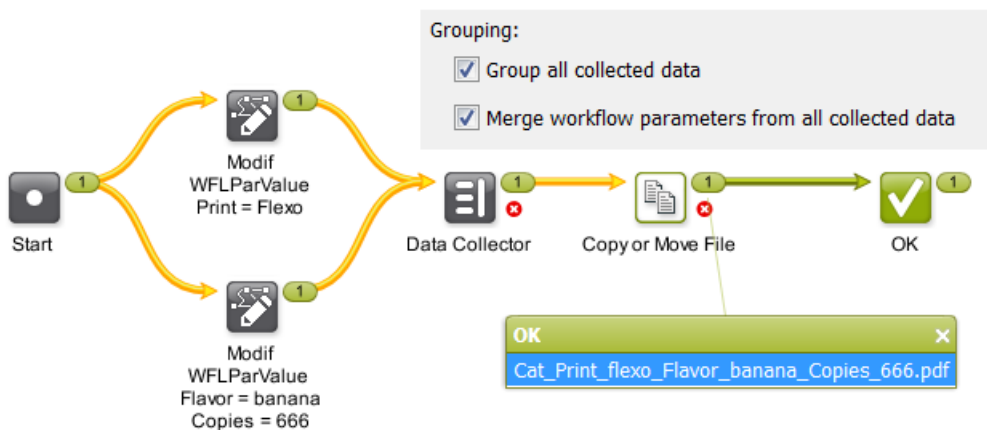 Grouping:
Group all collected data
Merge workflow parameters from all collected data
1
Modif
WFLParValue
Print = Flexo
1
Start
1
Data Collector
1
Copy or Move File
1
OK
1
Modif
WFLParValue
Flavor = banana
Copies = 666
OK
Cat_Print_flexo_Flavor_banana_Copies_666.pdf